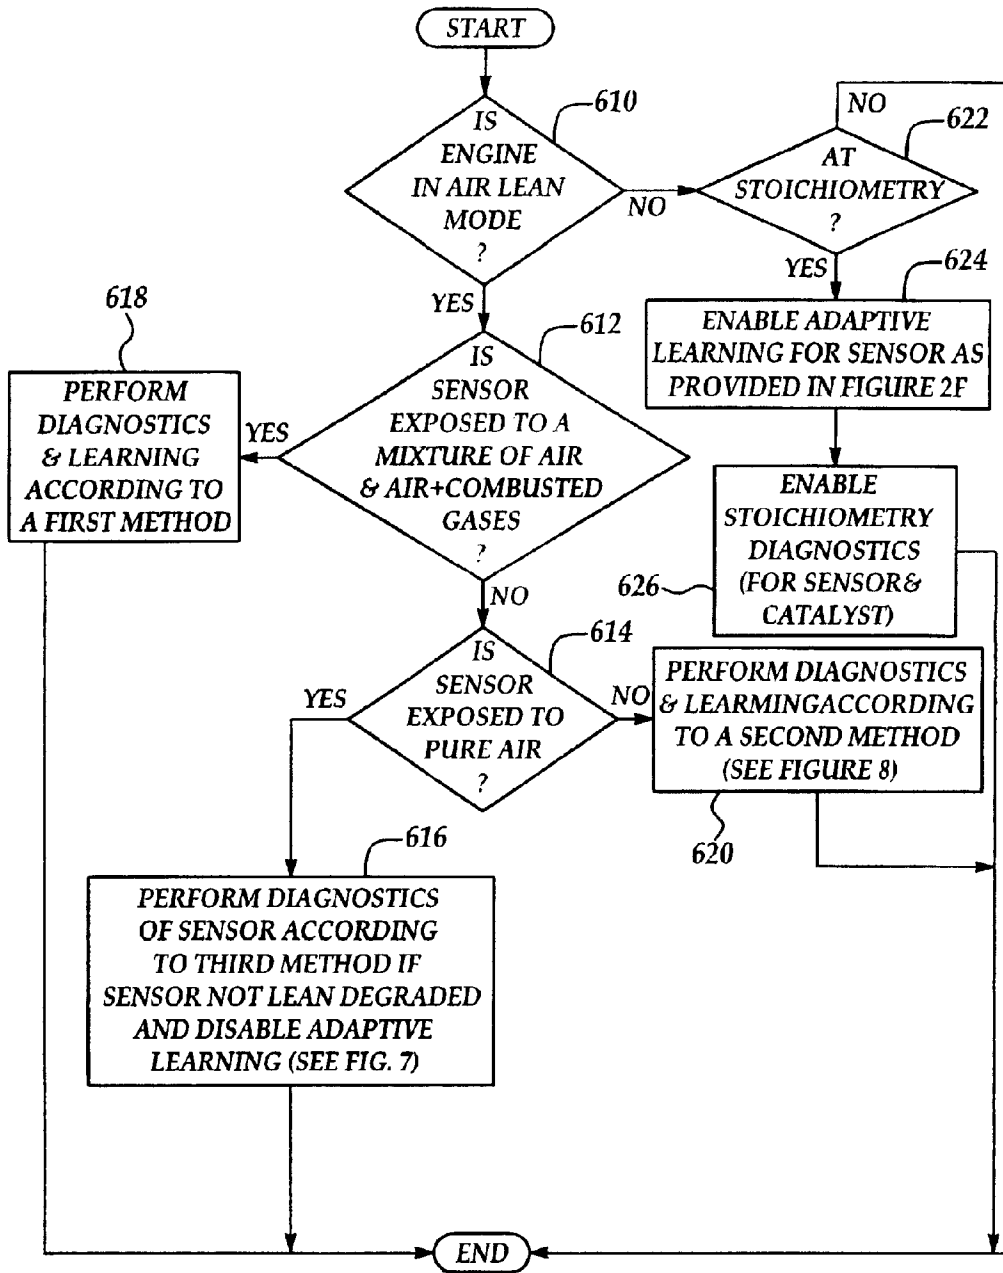 START
IS
ENGINE
IN AIR LEAN
MODE
?
610
NO
YES
NO
622
AT
STOICHIOMETRY
?
YES
624
ENABLE ADAPTIVE
LEARNING FOR SENSOR AS
PROVIDED IN FIGURE 2F
618
PERFORM
DIAGNOSTICS
& LEARNING
ACCORDING TO
A FIRST METHOD
YES
612
IS
SENSOR
EXPOSED TO A
MIXTURE OF AIR
& AIR+COMBUSTED
GASES
?
NO
ENABLE
STOICHIOMETRY
DIAGNOSTICS
(FOR SENSOR&
CATALYST)
626
614
IS
SENSOR
EXPOSED TO
PURE AIR
?
YES
NO
PERFORM DIAGNOSTICS
& LEARMINGACCORDING
TO A SECOND METHOD
(SEE FIGURE 8)
620
616
PERFORM DIAGNOSTICS
OF SENSOR ACCORDING
TO THIRD METHOD IF
SENSOR NOT LEAN DEGRADED
AND DISABLE ADAPTIVE
LEARNING (SEE FIG. 7)
END